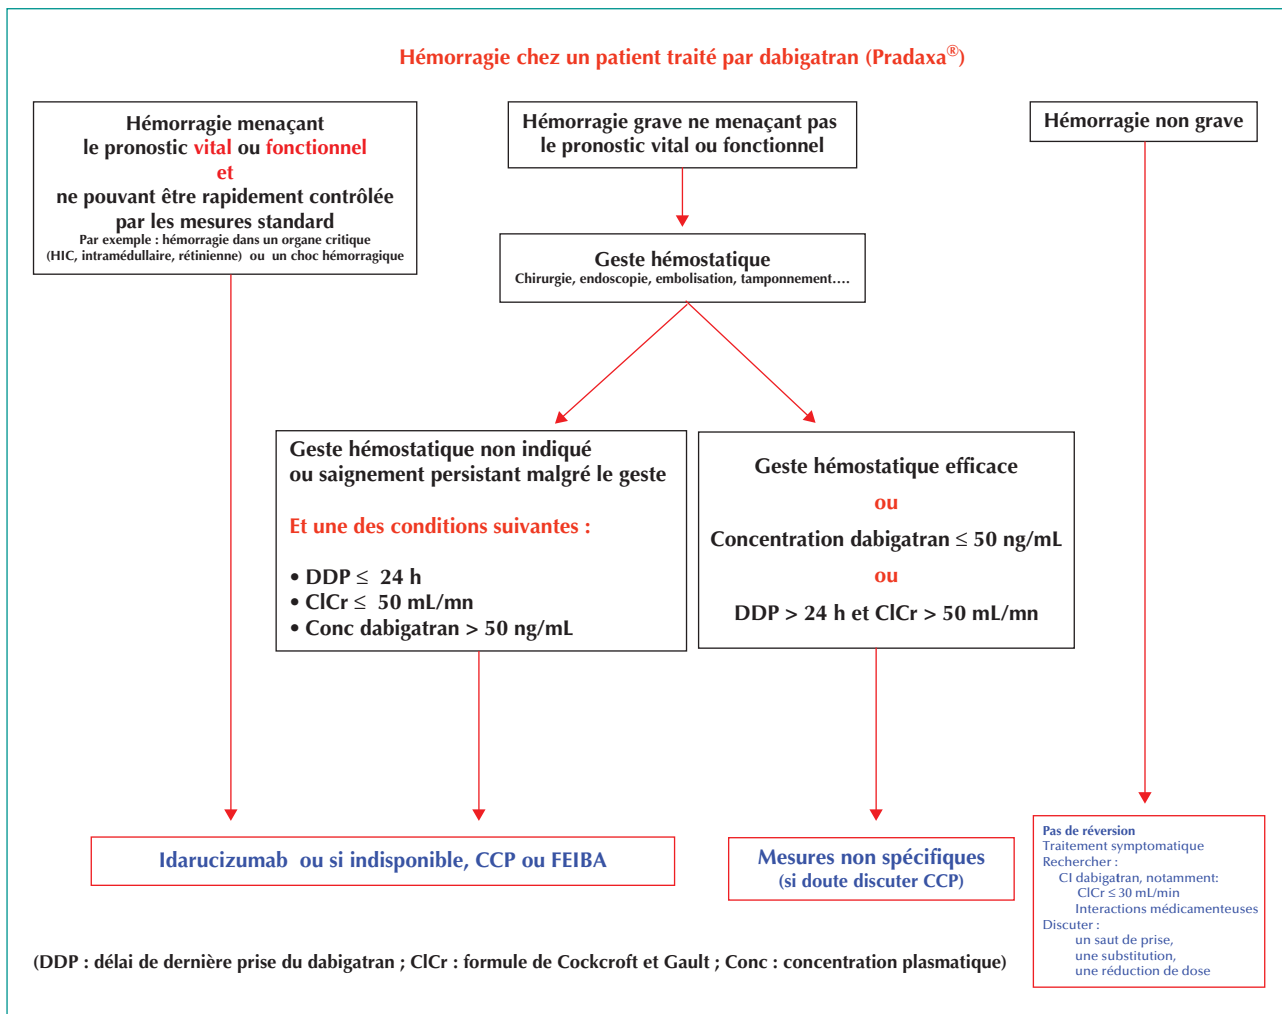 Hémorragie chez un patient traité par dabigatran (Pradaxa®)
Hémorragie menaçant
le pronostic vital ou fonctionnel
et
ne pouvant être rapidement contrôlée
par les mesures standard
Par exemple : hémorragie dans un organe critique
(HIC, intramédullaire, rétinienne) ou un choc hémorragique
Hémorragie grave ne menaçant pas
le pronostic vital ou fonctionnel
Hémorragie non grave
Geste hémostatique
Chirurgie, endoscopie, embolisation, tamponnement....
Geste hémostatique non indiqué
ou saignement persistant malgré le geste
Et une des conditions suivantes :
• DDP ≤ 24 h
• ClCr ≤ 50 mL/mn
• Conc dabigatran > 50 ng/mL
Geste hémostatique efficace
ou
Concentration dabigatran ≤ 50 ng/mL
ou
DDP > 24 h et ClCr > 50 mL/mn
Idarucizumab ou si indisponible, CCP ou FEIBA
Mesures non spécifiques
(si doute discuter CCP)
Pas de réversion
Traitement symptomatique
Rechercher :
CI dabigatran, notamment:
ClCr ≤ 30 mL/min
Interactions médicamenteuses
Discuter :
un saut de prise,
une substitution,
une réduction de dose
(DDP : délai de dernière prise du dabigatran ; ClCr : formule de Cockcroft et Gault ; Conc : concentration plasmatique)